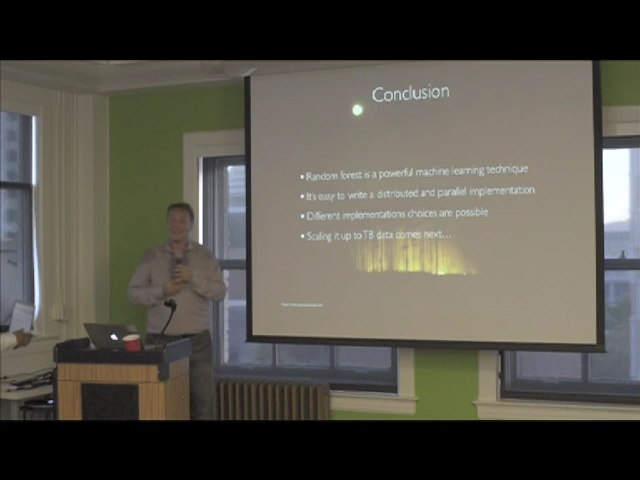 Conclusion
• Random forest is a powerful machine learning technique
• It's easy to write a distributed and parallel implementation
• Different implementations choices are possible
• Scaling it up to TB data comes next...